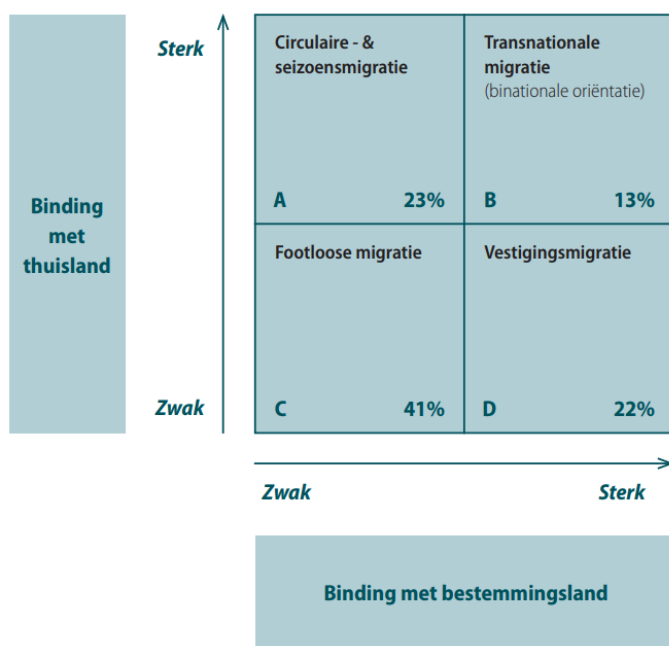 Sterk
Circulaire - &
seizoensmigratie
A 23%
Transnationale
migratie
(binationale oriëntatie)
B 13%
Binding
met
thuisland
Footloose migratie
C 41%
Vestigingsmigratie
D 22%
Zwak
Zwak
Sterk
Binding met bestemmingsland